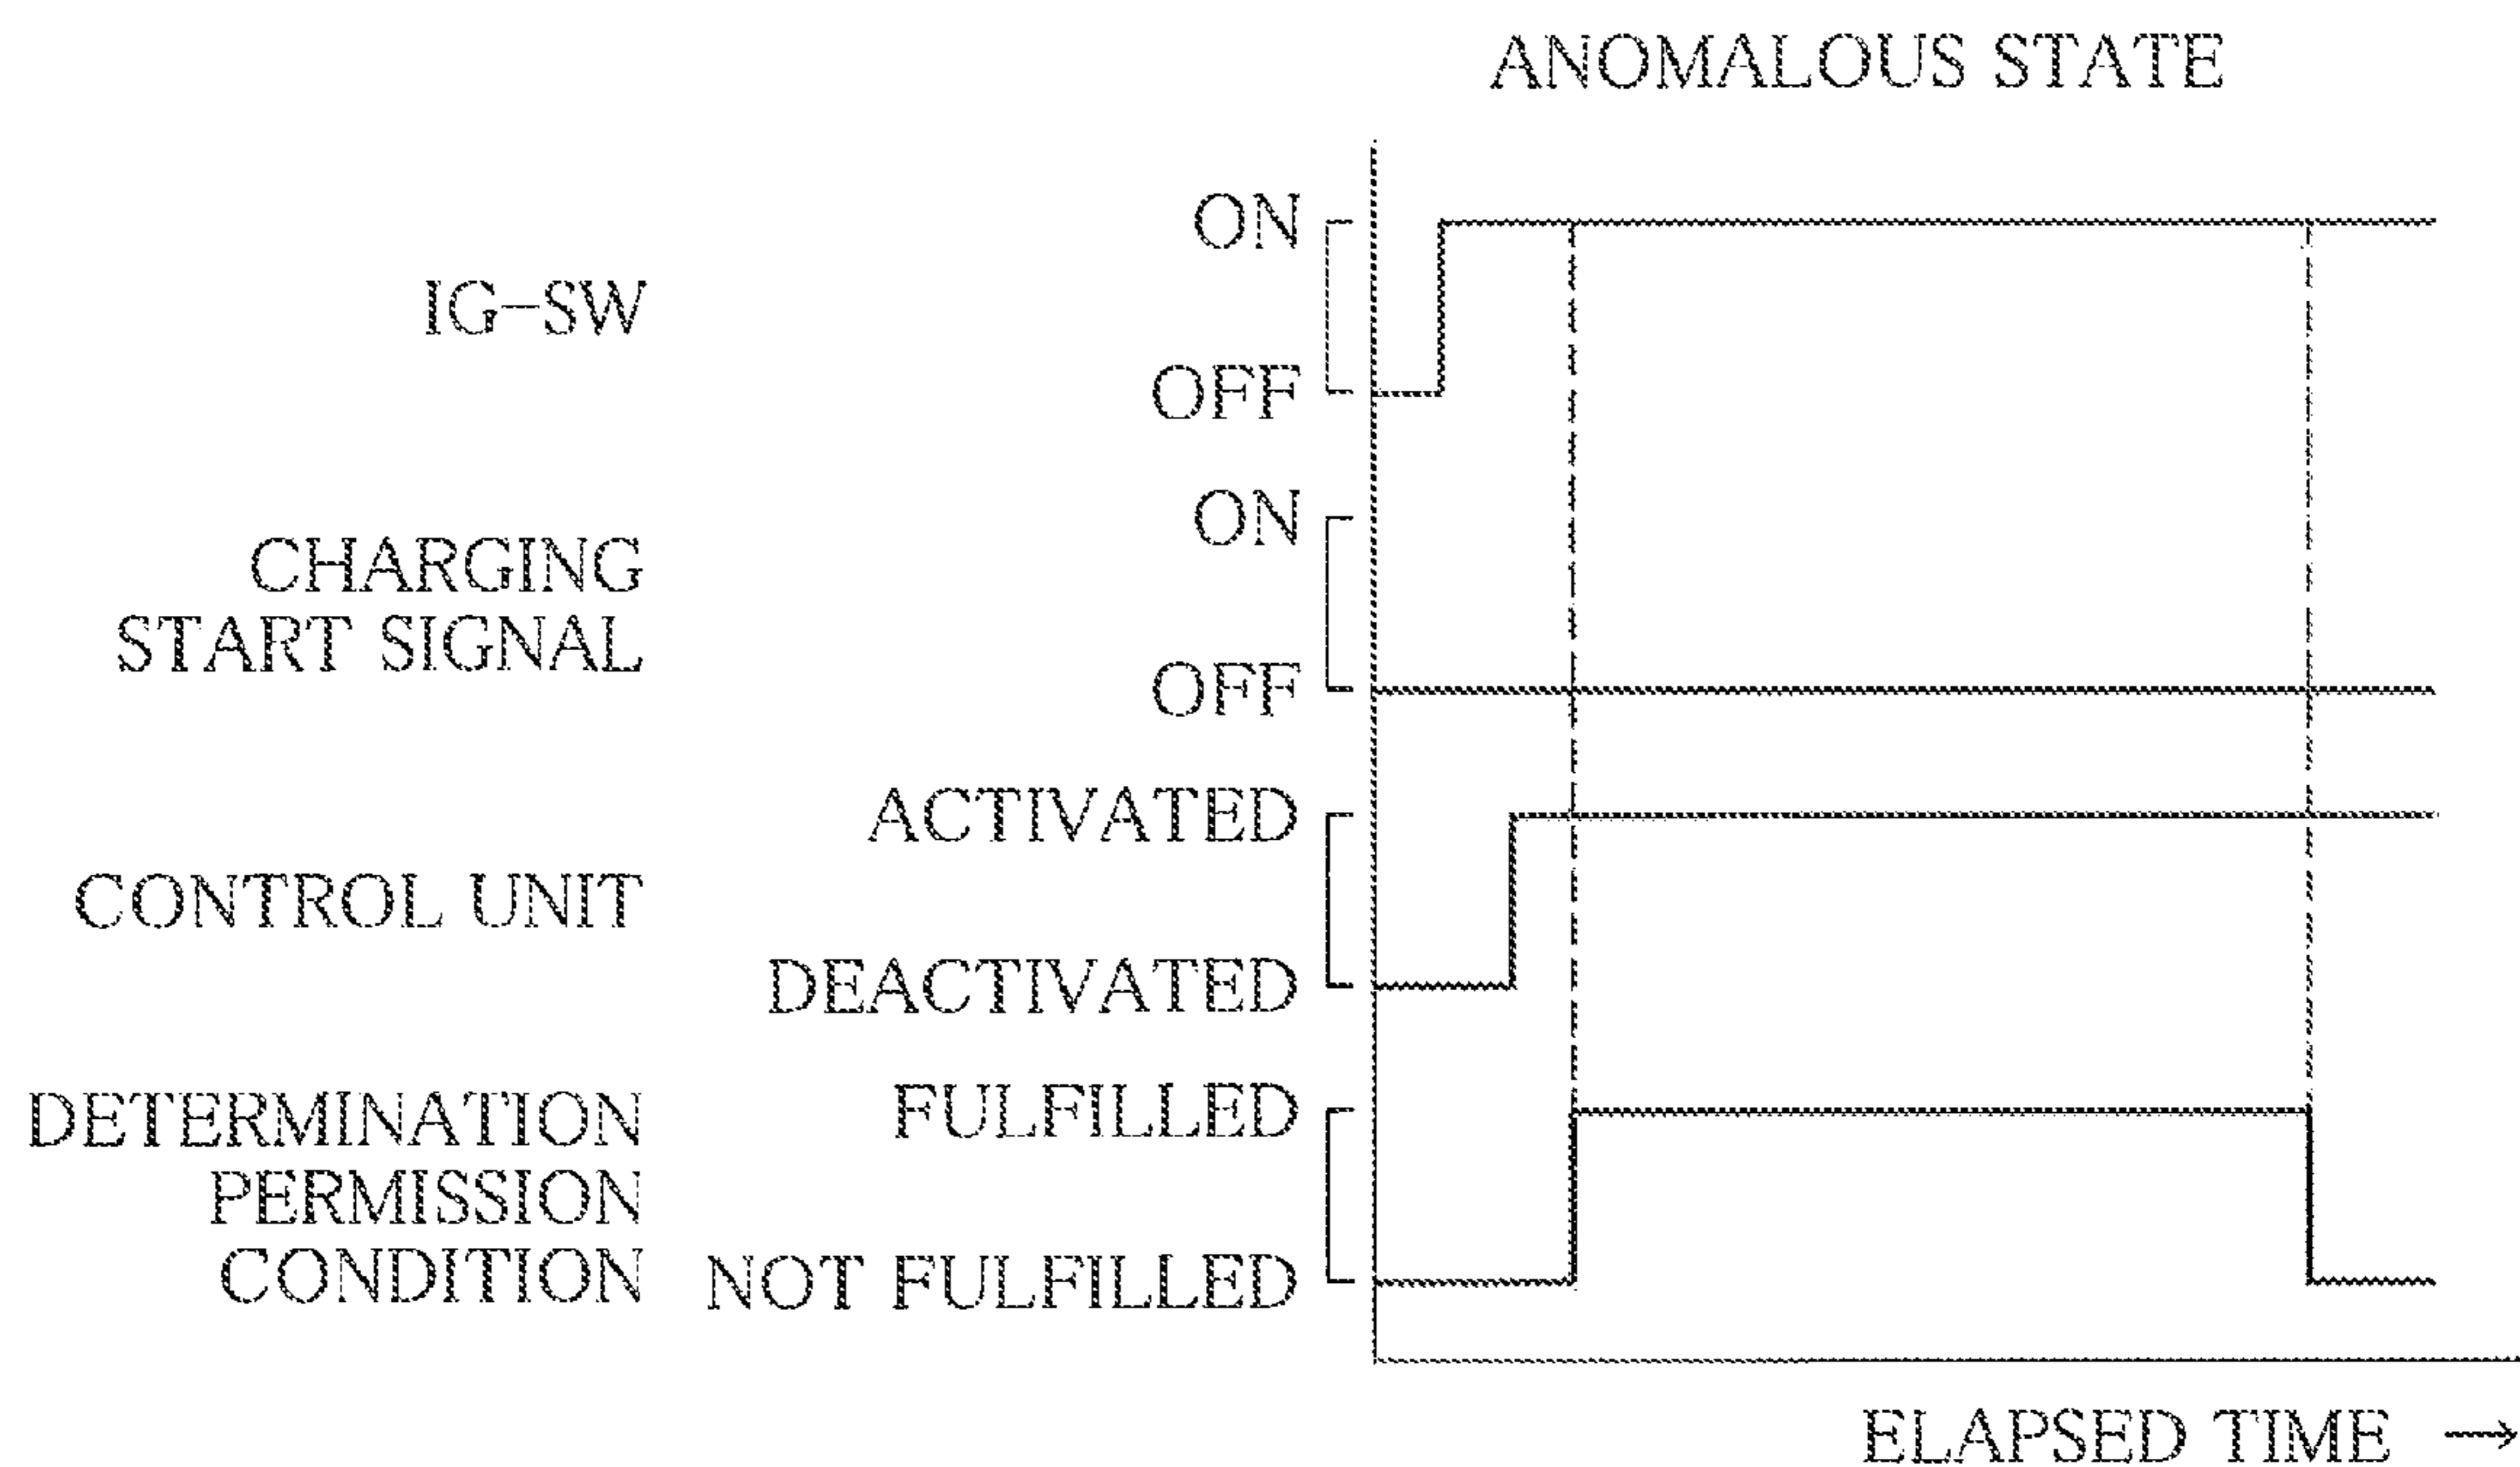 ANOMALOUS STATE
IG-SW
ON
OFF
CHARGING
START SIGNAL
ON
OFF
CONTROL UNIT
ACTIVATED
DEACTIVATED
DETERMINATION
PERMISSION
CONDITION
FULFILLED
NOT FULFILLED
ELAPSED TIME →